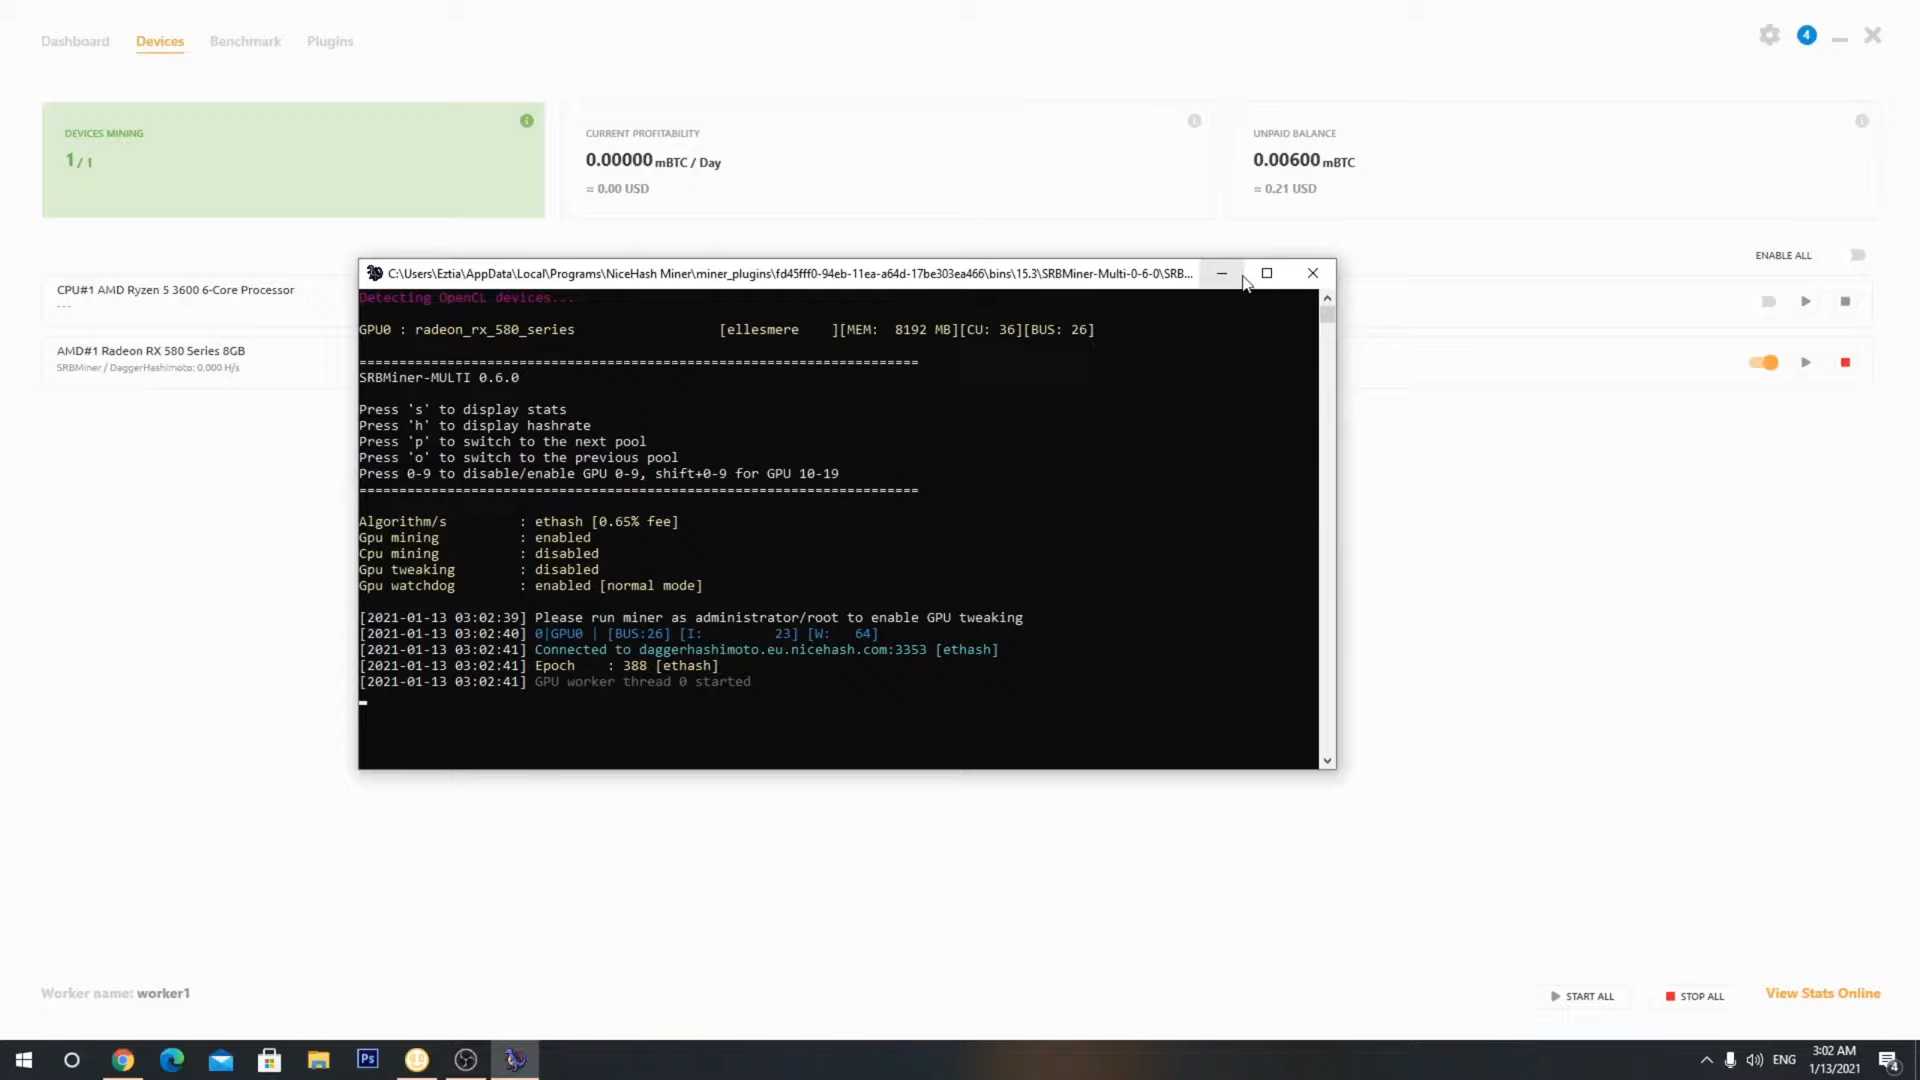 Dashboard Devices Benchmark Plugins
4
DEVICES MINING
1 / 1
CURRENT PROFITABILITY
0.00000 mBTC / Day
≈ 0.00 USD
UNPAID BALANCE
0.00600 mBTC
≈ 0.21 USD
ENABLE ALL
CPU#1 AMD Ryzen 5 3600 6-Core Processor
---
AMD#1 Radeon RX 580 Series 8GB
SRBMiner / DaggerHashimoto: 0.000 H/s
C:\Users\Eztia\AppData\Local\Programs\NiceHash Miner\miner_plugins\fd45fff0-94eb-11ea-a64d-17be303ea466\bins\15.3\SRBMiner-Multi-0-6-0\SRB...
Detecting OpenCL devices...
GPU0 : radeon_rx_580_series [ellesmere ][MEM: 8192 MB][CU: 36][BUS: 26]
======================================================================
SRBMiner-MULTI 0.6.0
Press 's' to display stats
Press 'h' to display hashrate
Press 'p' to switch to the next pool
Press 'o' to switch to the previous pool
Press 0-9 to disable/enable GPU 0-9, shift+0-9 for GPU 10-19
======================================================================
Algorithm/s : ethash [0.65% fee]
Gpu mining : enabled
Cpu mining : disabled
Gpu tweaking : disabled
Gpu watchdog : enabled [normal mode]
[2021-01-13 03:02:39] Please run miner as administrator/root to enable GPU tweaking
[2021-01-13 03:02:40] 0|GPU0 | [BUS:26] [I: 23] [W: 64]
[2021-01-13 03:02:41] Connected to daggerhashimoto.eu.nicehash.com:3353 [ethash]
[2021-01-13 03:02:41] Epoch : 388 [ethash]
[2021-01-13 03:02:41] GPU worker thread 0 started
Worker name: worker1
START ALL
STOP ALL
View Stats Online
Ps
ENG
3:02 AM
1/13/2021
4